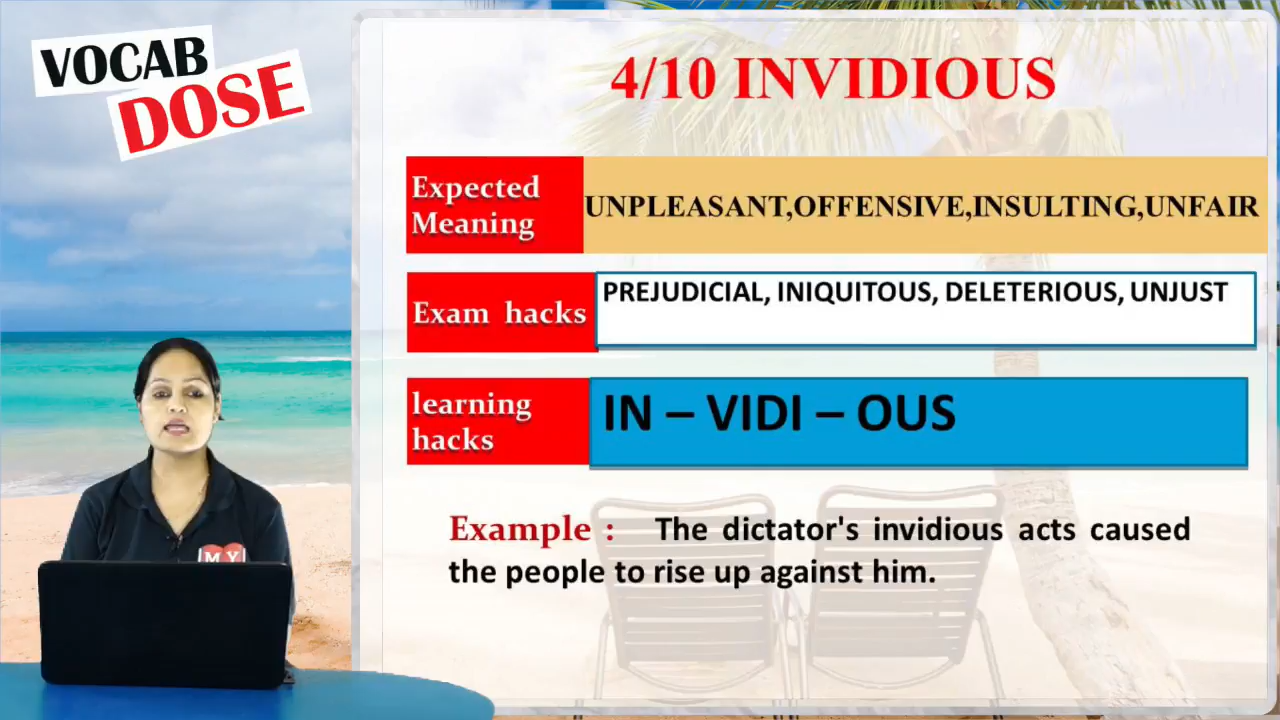 VOCAB
DOSE
4/10 INVIDIOUS
Expected
Meaning
UNPLEASANT,OFFENSIVE,INSULTING,UNFAIR
Exam hacks
PREJUDICIAL, INIQUITOUS, DELETERIOUS, UNJUST
learning
hacks
IN – VIDI – OUS
Example : The dictator's invidious acts caused
the people to rise up against him.
M Y